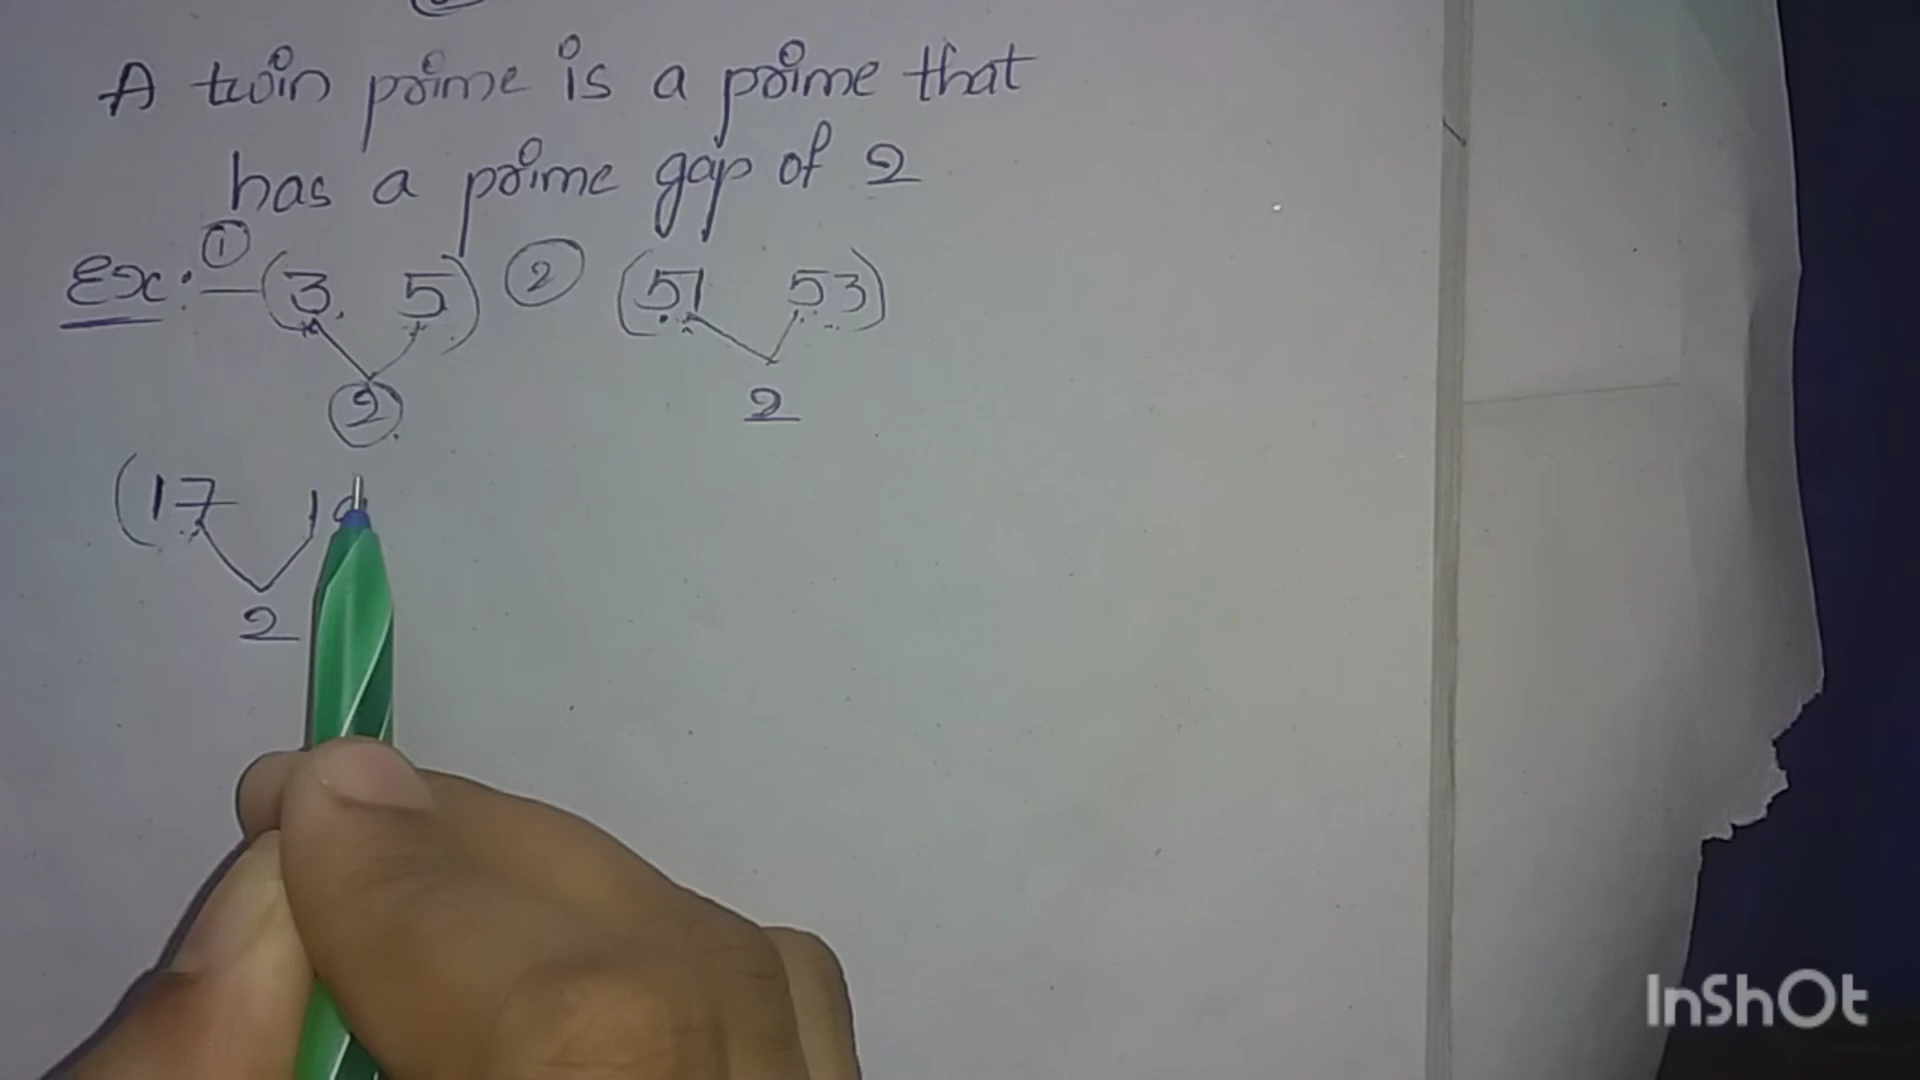 A twin prime is a prime that
has a prime gap of 2
Ex:- ① (3, 5) ② (51 53)
2 2
(17 19
2
InShOt